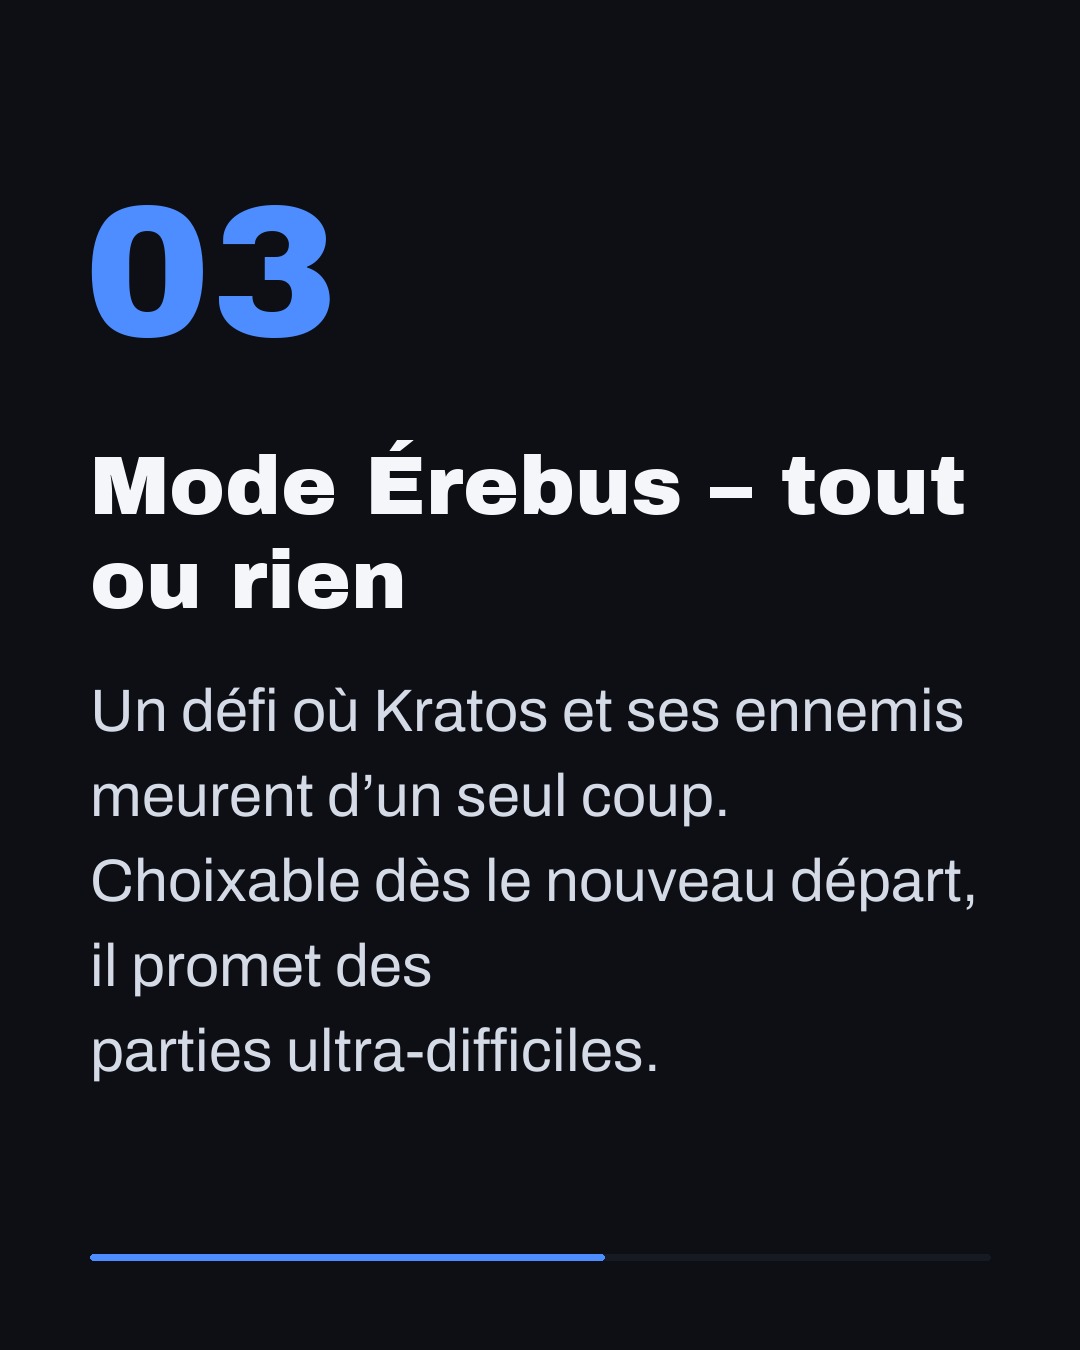 03
Mode Érebus – tout
ou rien
Un défi où Kratos et ses ennemis
meurent d’un seul coup.
Choixable dès le nouveau départ,
il promet des
parties ultra-difficiles.